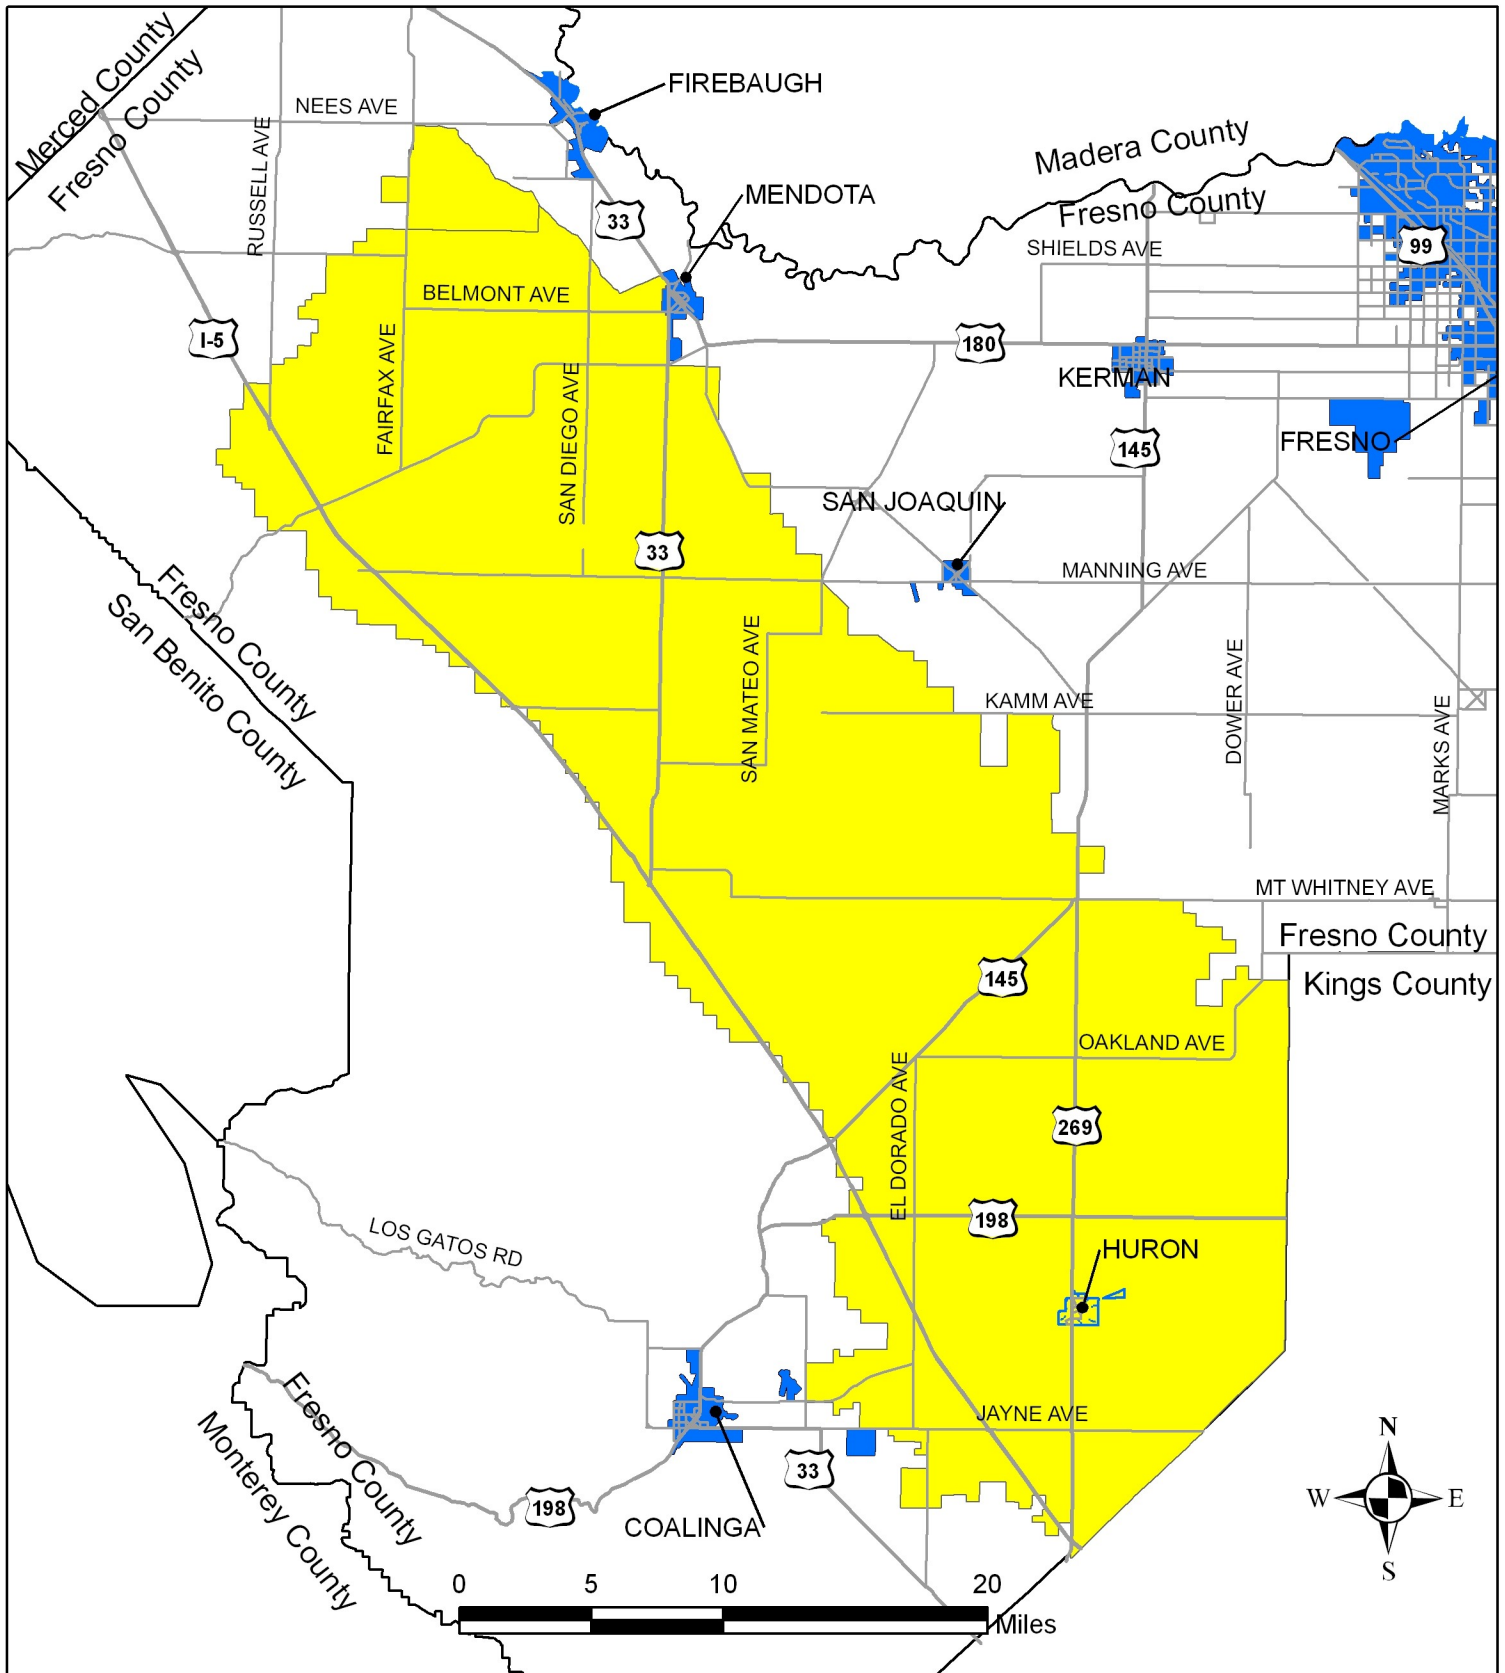 Merced County
Fresno County
NEES AVE
RUSSELL AVE
FIREBAUGH
MENDOTA
33
Madera County
Fresno County
SHIELDS AVE
99
BELMONT AVE
I-5
FAIRFAX AVE
SAN DIEGO AVE
180
KERMAN
145
FRESNO
SAN JOAQUIN
33
MANNING AVE
Fresno County
San Benito County
SAN MATEO AVE
KAMM AVE
DOWER AVE
MARKS AVE
MT WHITNEY AVE
Fresno County
Kings County
145
OAKLAND AVE
EL DORADO AVE
269
198
HURON
LOS GATOS RD
JAYNE AVE
Fresno County
Monterey County
33
198
COALINGA
N
W
E
S
0 5 10 20
Miles